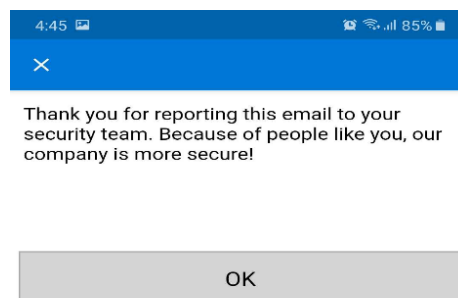 4:45 85%
Thank you for reporting this email to your
security team. Because of people like you, our
company is more secure!
OK